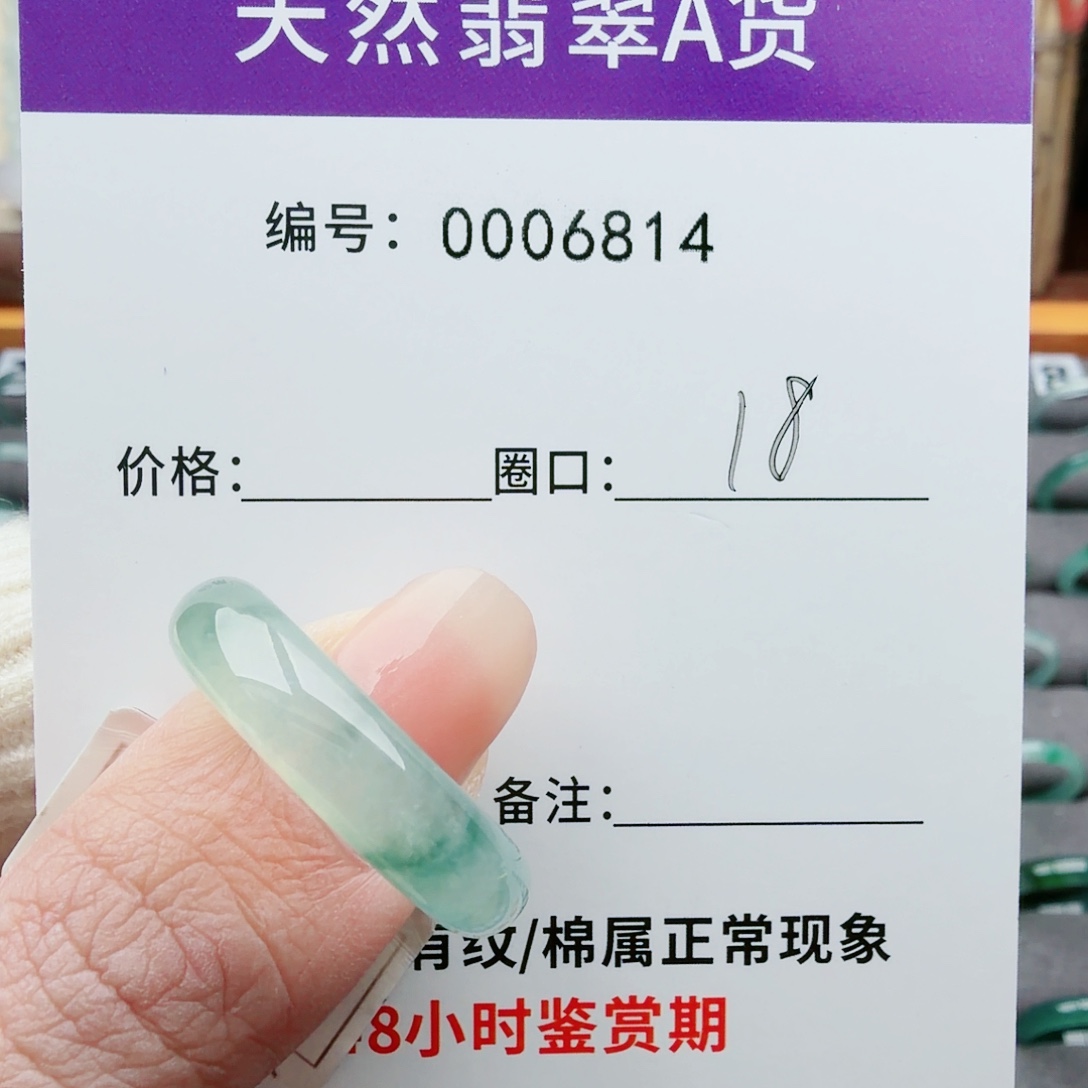 天然翡翠A货
编号：0006814
价格： 圈口：18
备注：
有纹/棉属正常现象
8小时鉴赏期